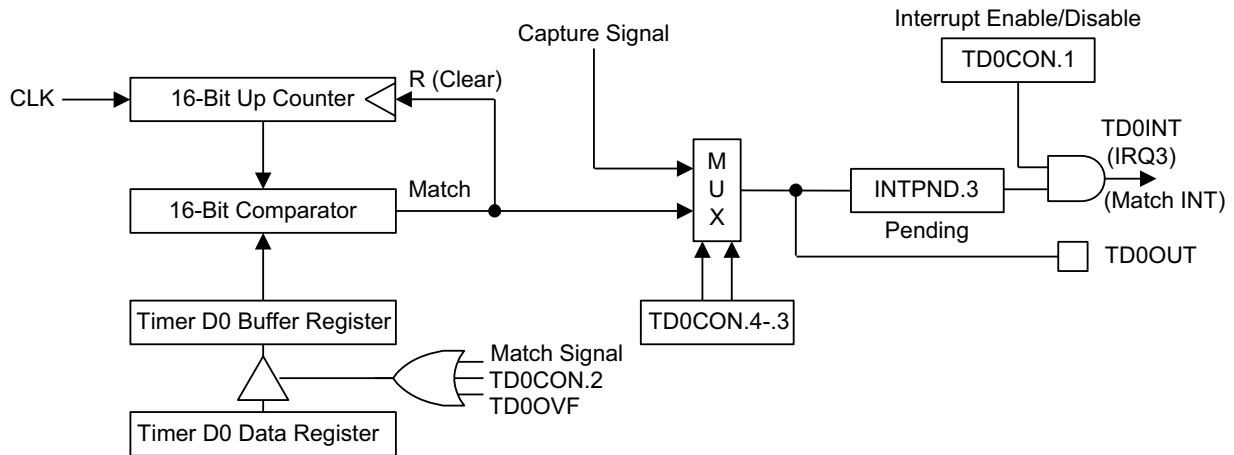 Interrupt Enable/Disable
Capture Signal
TD0CON.1
R (Clear)
CLK
16-Bit Up Counter
TD0INT
(IRQ3)
M
U
X
Match
INTPND.3
16-Bit Comparator
(Match INT)
Pending
TD0OUT
Timer D0 Buffer Register
TD0CON.4-.3
Match Signal
TD0CON.2
TD0OVF
Timer D0 Data Register